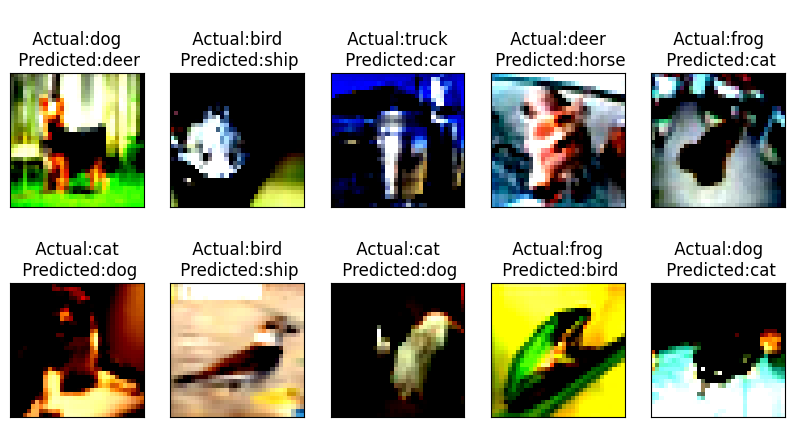 Actual:dog
Predicted:deer
Actual:bird
Predicted:ship
Actual:truck
Predicted:car
Actual:deer
Predicted:horse
Actual:frog
Predicted:cat
Actual:cat
Predicted:dog
Actual:bird
Predicted:ship
Actual:cat
Predicted:dog
Actual:frog
Predicted:bird
Actual:dog
Predicted:cat